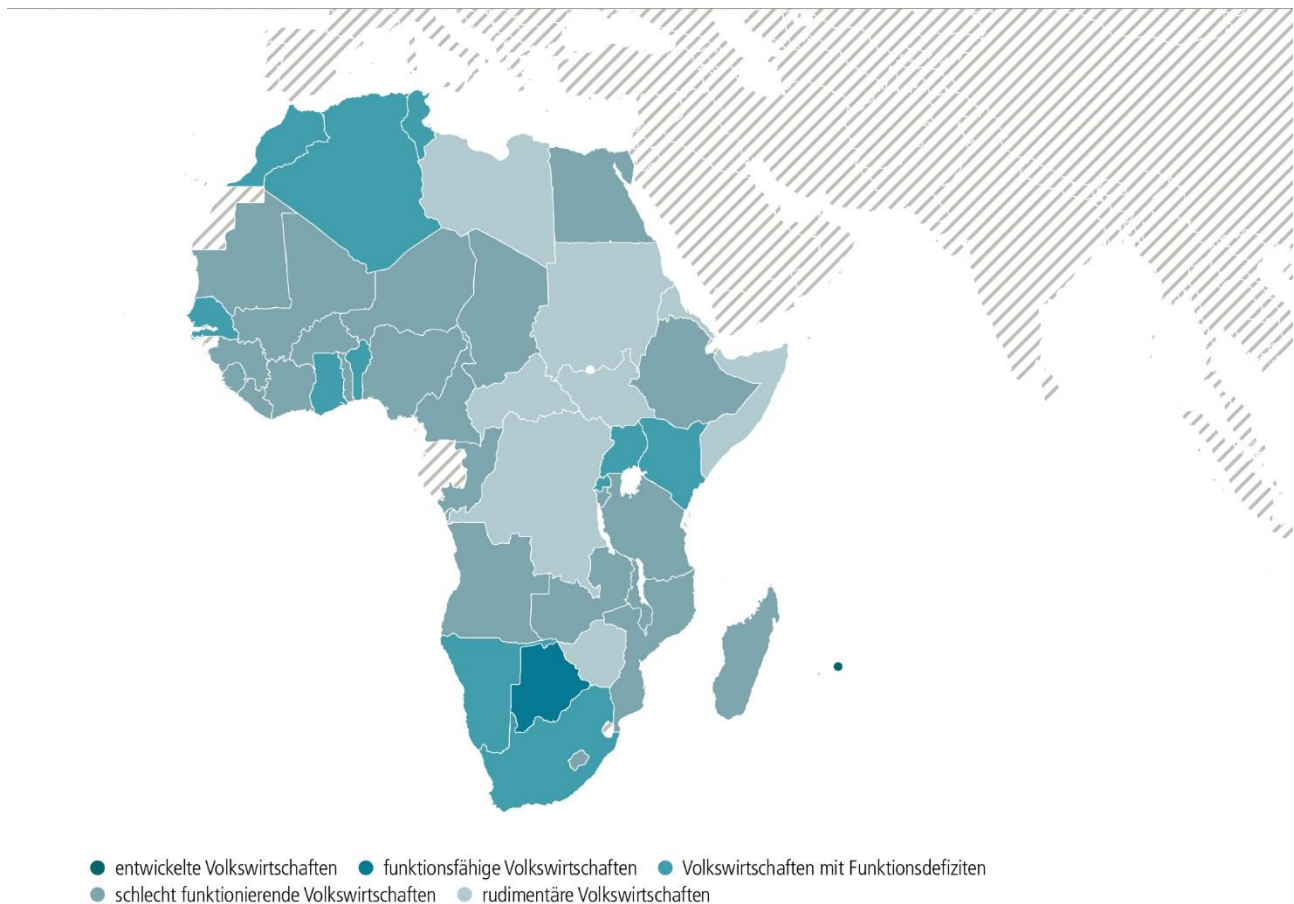 entwickelte Volkswirtschaften funktionsfähige Volkswirtschaften Volkswirtschaften mit Funktionsdefiziten
schlecht funktionierende Volkswirtschaften rudimentäre Volkswirtschaften